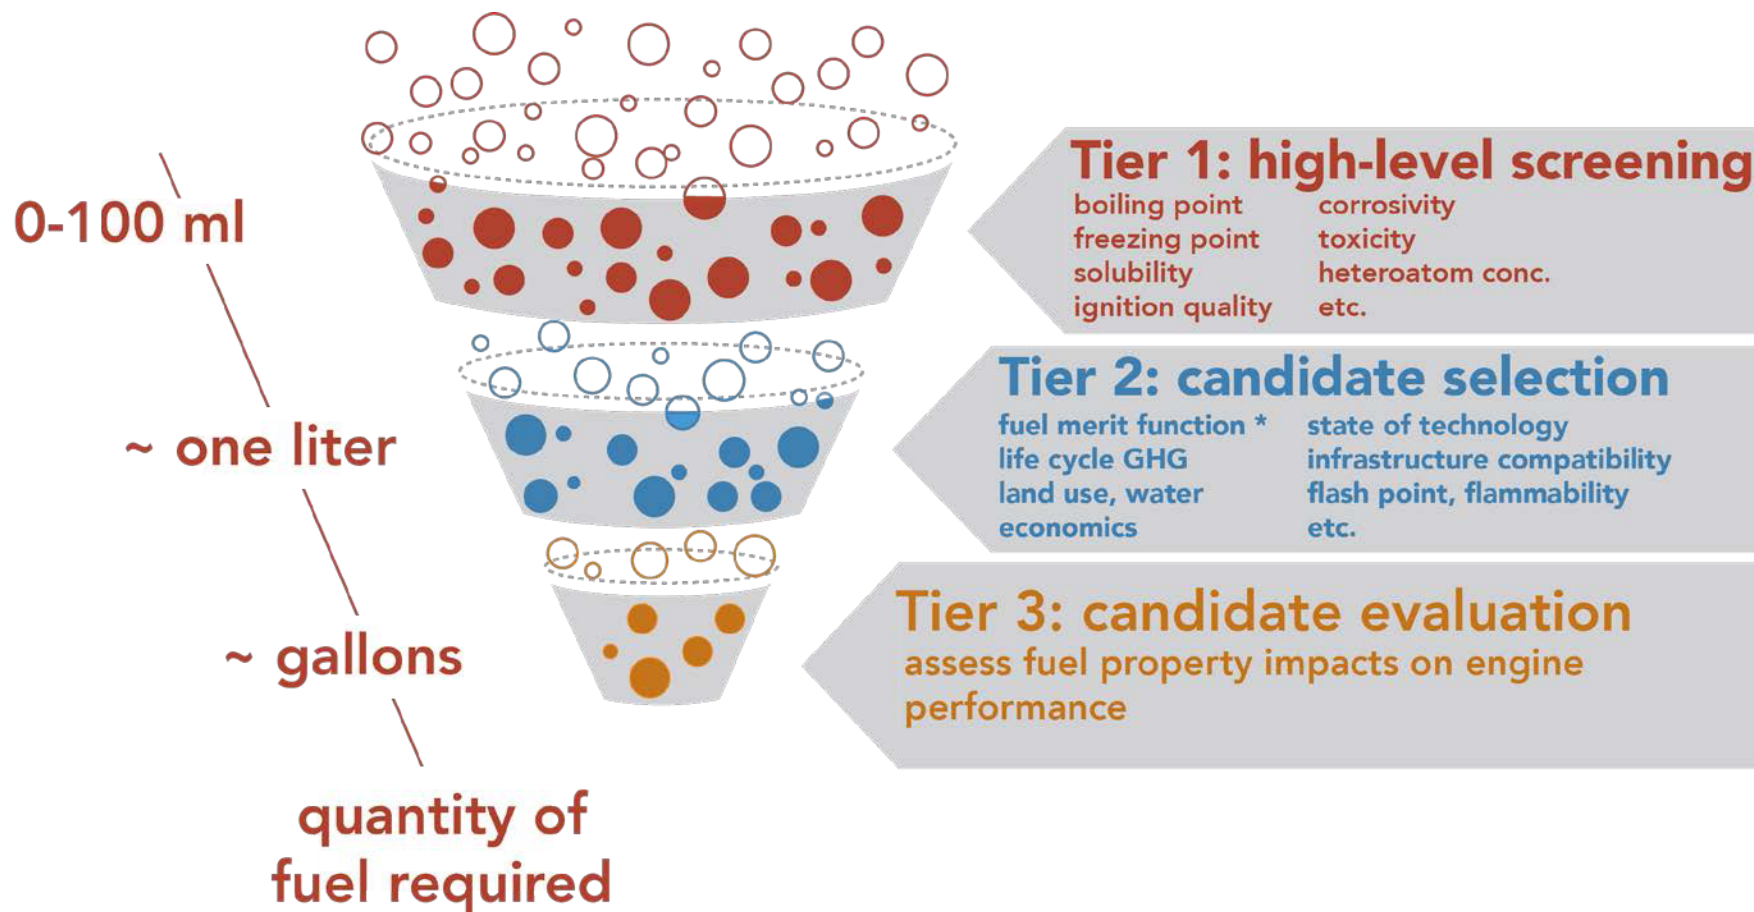 0-100 ml
~ one liter
~ gallons
quantity of
fuel required
Tier 1: high-level screening
boiling point
freezing point
solubility
ignition quality
corrosivity
toxicity
heteroatom conc.
etc.
Tier 2: candidate selection
fuel merit function *
life cycle GHG
land use, water
economics
state of technology
infrastructure compatibility
flash point, flammability
etc.
Tier 3: candidate evaluation
assess fuel property impacts on engine
performance